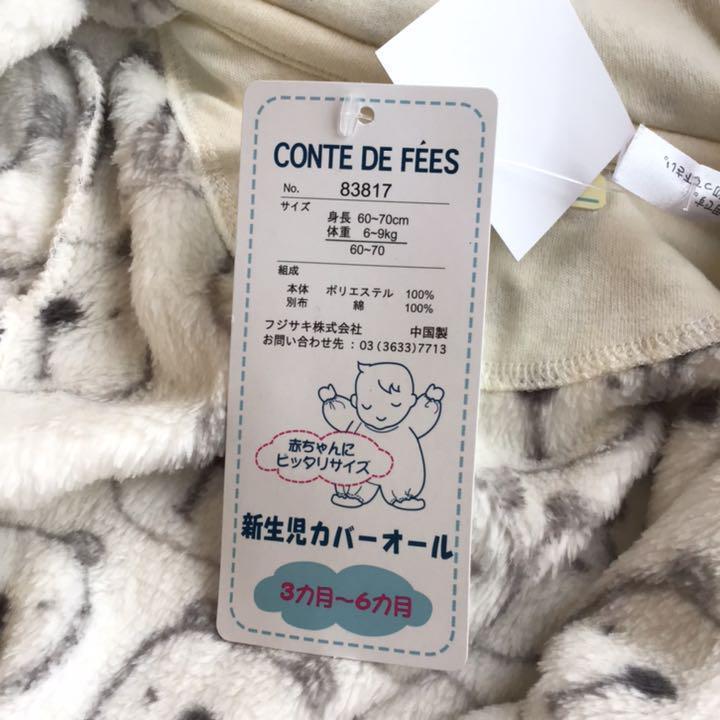 CONTE DE FÉES
No. 83817
サイズ
身長 60~70cm
体重 6~9kg
60~70
組成
本体 ポリエステル 100%
別布 綿 100%
フジサキ株式会社 中国製
お問い合わせ先 : 03 (3633)7713
赤ちゃんに
ピッタリサイズ
新生児カバーオール
3カ月〜6カ月